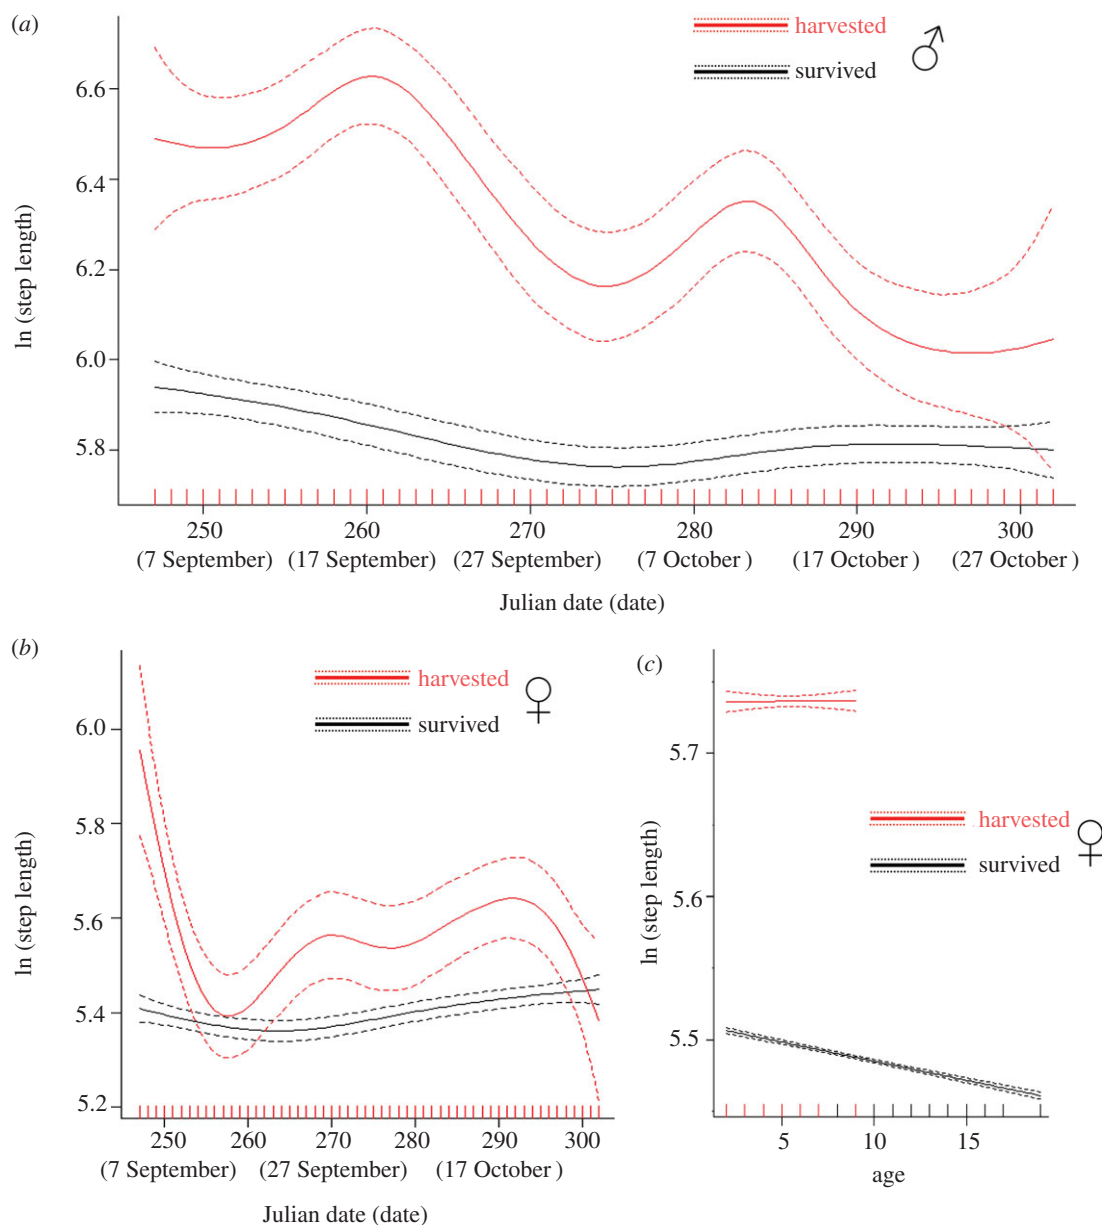 (a)
harvested
survived
♂
ln (step length)
6.6
6.4
6.2
6.0
5.8
250 260 270 280 290 300
(7 September) (17 September) (27 September) (7 October ) (17 October ) (27 October )
Julian date (date)
(b)
harvested
survived
♀
ln (step length)
6.0
5.8
5.6
5.4
5.2
250 260 270 280 290 300
(7 September) (27 September) (17 October )
Julian date (date)
(c)
harvested
survived
♀
ln (step length)
5.7
5.6
5.5
5 10 15
age